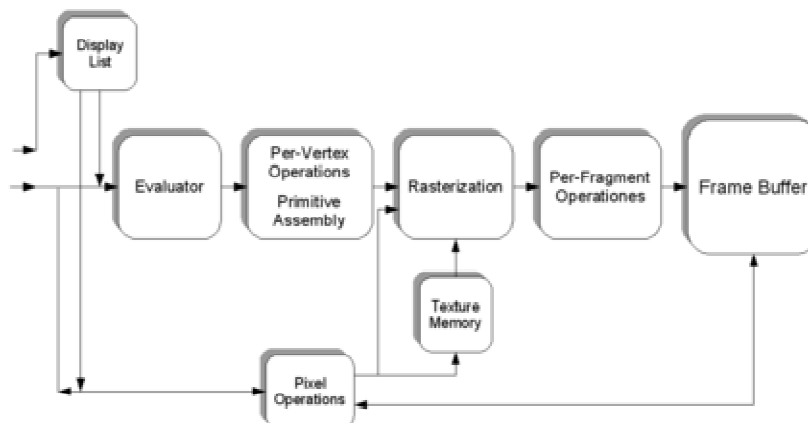 Display
List
Evaluator
Per-Vertex
Operations
Primitive
Assembly
Rasterization
Per-Fragment
Operationes
Frame Buffer
Texture
Memory
Pixel
Operations